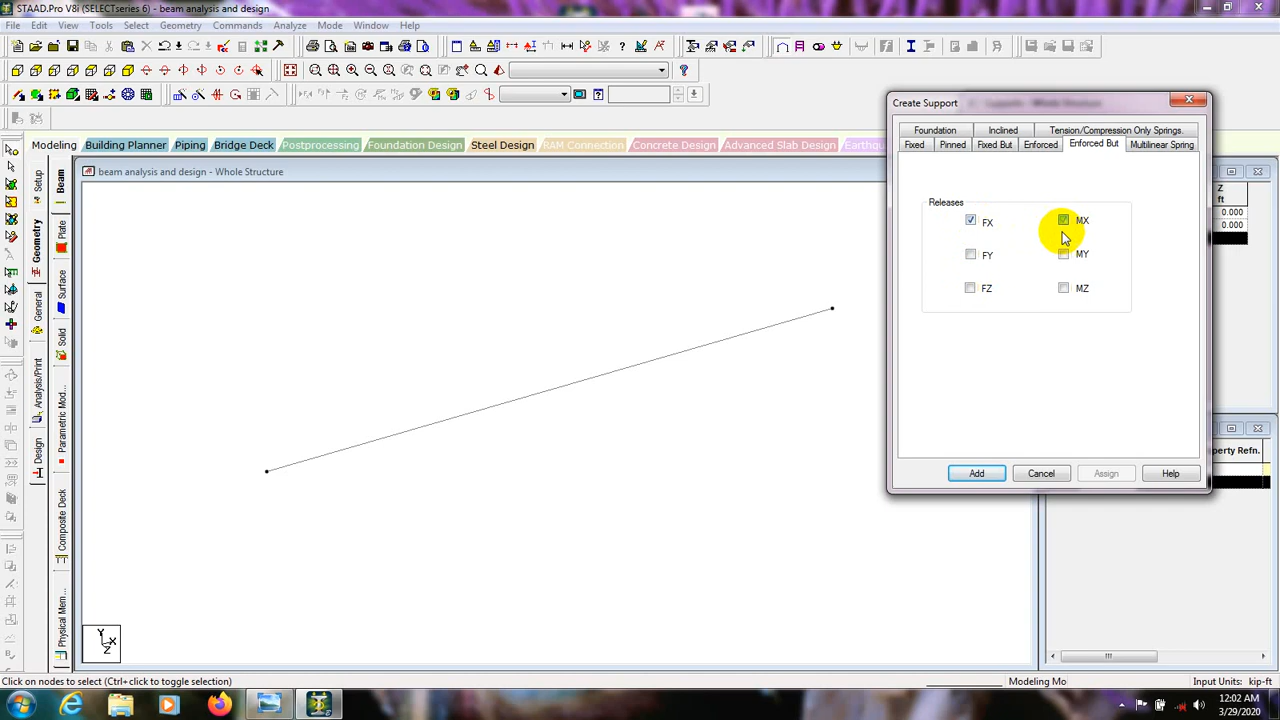 STAAD.Pro V8i (SELECTseries 6) - beam analysis and design
File Edit View Tools Select Geometry Commands Analyze Mode Window Help
Modeling Building Planner Piping Bridge Deck Postprocessing Foundation Design Steel Design RAM Connection Concrete Design Advanced Slab Design Earthqu
beam analysis and design - Whole Structure
Setup
Geometry
General
Analysis/Print
Design
Beam
Plate
Surface
Solid
Parametric Mod...
Composite Deck
Physical Mem...
Create Support
Foundation Inclined Tension/Compression Only Springs.
Fixed Pinned Fixed But Enforced Enforced But Multilinear Spring
Releases
FX MX
FY MY
FZ MZ
Add Cancel Assign Help
Z
ft
0.000
0.000
perty Refn.
Y
X
Z
Click on nodes to select (Ctrl+click to toggle selection) Modeling Mo Input Units: kip-ft
12:02 AM
3/29/2020